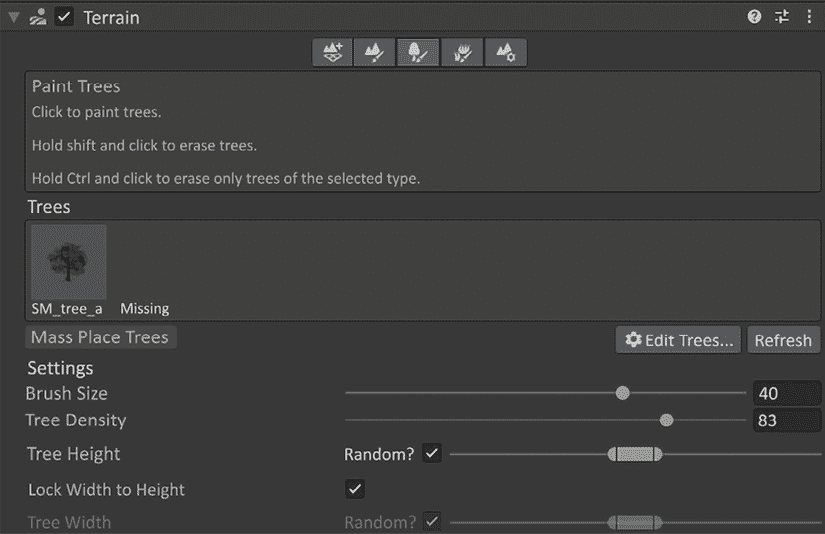 Terrain
Paint Trees
Click to paint trees.
Hold shift and click to erase trees.
Hold Ctrl and click to erase only trees of the selected type.
Trees
SM_tree_a Missing
Mass Place Trees Edit Trees... Refresh
Settings
Brush Size 40
Tree Density 83
Tree Height Random?
Lock Width to Height
Tree Width Random?